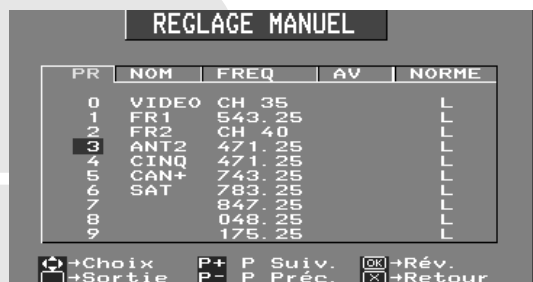 REGLAGE MANUEL
PR NOM FREQ AV NORME
0 VIDEO CH 35 L
1 FR1 543.25 L
2 FR2 CH 40 L
3 ANT2 471.25 L
4 CINQ 471.25 L
5 CAN+ 743.25 L
6 SAT 783.25 L
7 847.25 L
8 048.25 L
9 175.25 L
→Choix P+ P Suiv. OK→Rév.
→Sortie P- P Préc. X→Retour